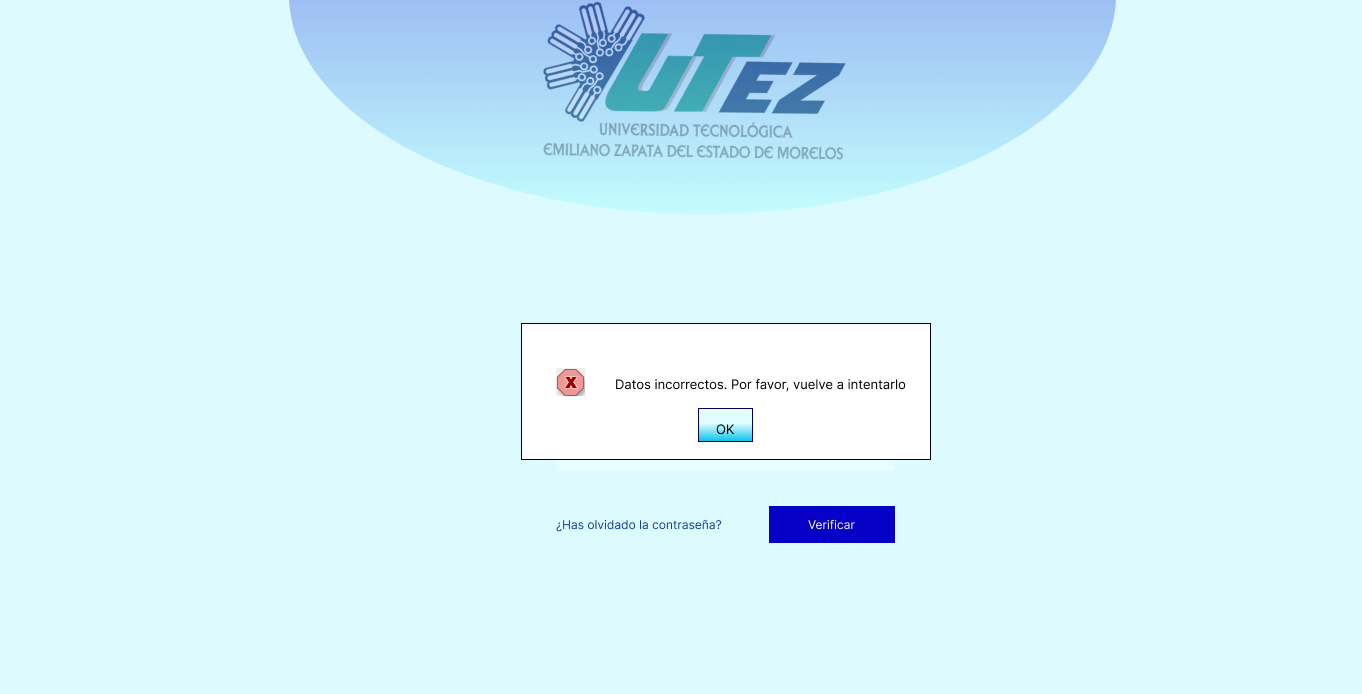 UTEZ
UNIVERSIDAD TECNOLÓGICA
EMILIANO ZAPATA DEL ESTADO DE MORELOS
X
Datos incorrectos. Por favor, vuelve a intentarlo
OK
¿Has olvidado la contraseña?
Verificar